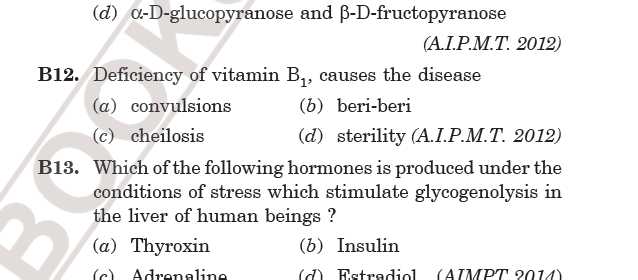 (d) α-D-glucopyranose and β-D-fructopyranose
(A.I.P.M.T. 2012)
B12. Deficiency of vitamin B₁, causes the disease
(a) convulsions (b) beri-beri
(c) cheilosis (d) sterility (A.I.P.M.T. 2012)
B13. Which of the following hormones is produced under the
conditions of stress which stimulate glycogenolysis in
the liver of human beings ?
(a) Thyroxin (b) Insulin
(c) Adrenaline (d) Estradiol (AIMPT 2014)
BOOK